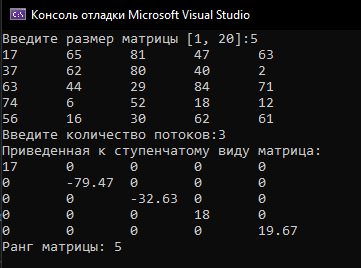 Консоль отладки Microsoft Visual Studio
Введите размер матрицы [1, 20]:5
17 65 81 47 63
37 62 80 40 2
63 44 29 84 71
74 6 52 18 12
56 16 30 62 61
Введите количество потоков:3
Приведенная к ступенчатому виду матрица:
17 0 0 0 0
0 -79.47 0 0 0
0 0 -32.63 0 0
0 0 0 18 0
0 0 0 0 19.67
Ранг матрицы: 5